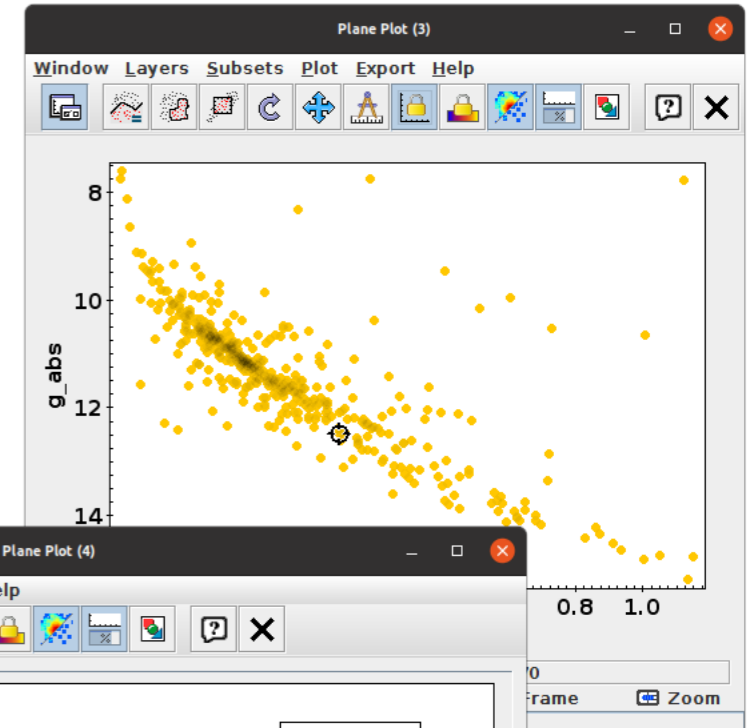 Plane Plot (3)
Window Layers Subsets Plot Export Help
8
10
12
14
g_abs
0.8 1.0
Plane Plot (4)
elp
%
Frame
Zoom